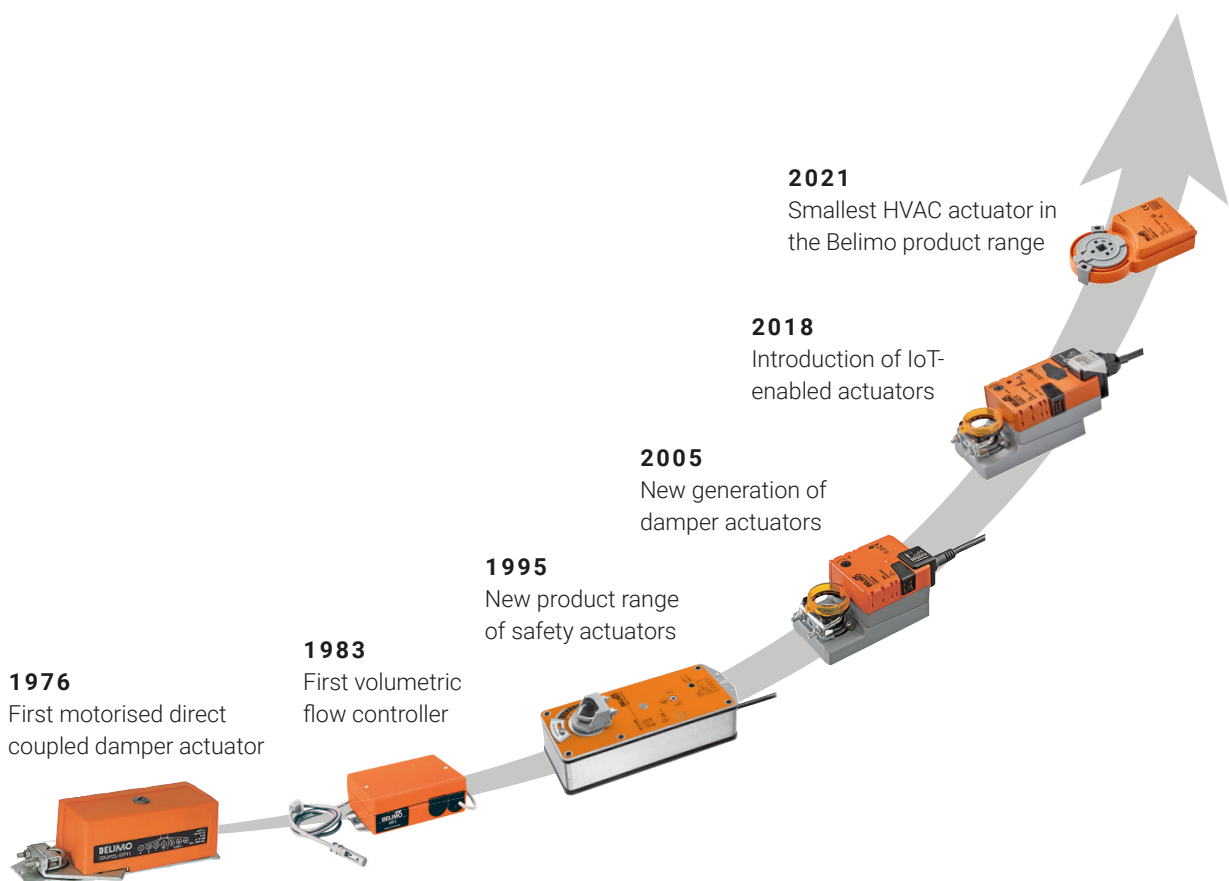 2021
Smallest HVAC actuator in
the Belimo product range
2018
Introduction of IoT-
enabled actuators
2005
New generation of
damper actuators
1995
New product range
of safety actuators
1983
First volumetric
flow controller
1976
First motorised direct
coupled damper actuator
BELIMO
BELIMO